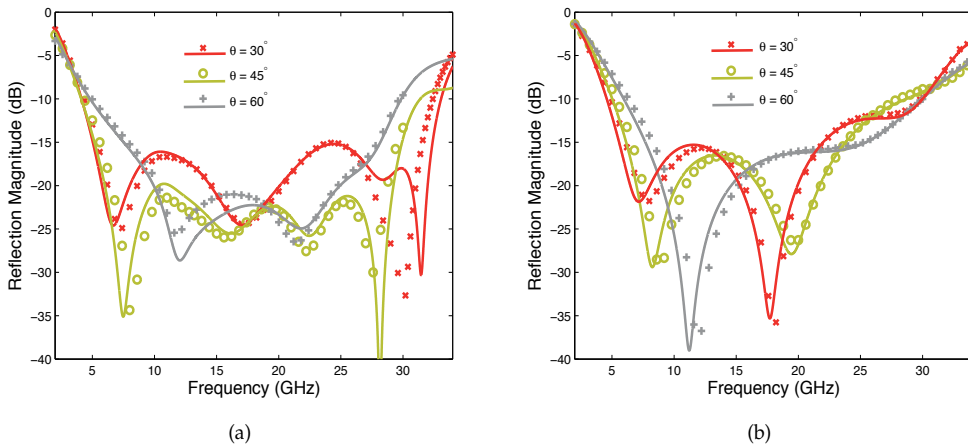 0
−5
−10
−15
−20
−25
−30
−35
−40
5
10
15
20
25
30
Frequency (GHz)
Reflection Magnitude (dB)
θ = 30°
θ = 45°
θ = 60°
(a)
0
−5
−10
−15
−20
−25
−30
−35
−40
5
10
15
20
25
30
Frequency (GHz)
Reflection Magnitude (dB)
θ = 30°
θ = 45°
θ = 60°
(b)